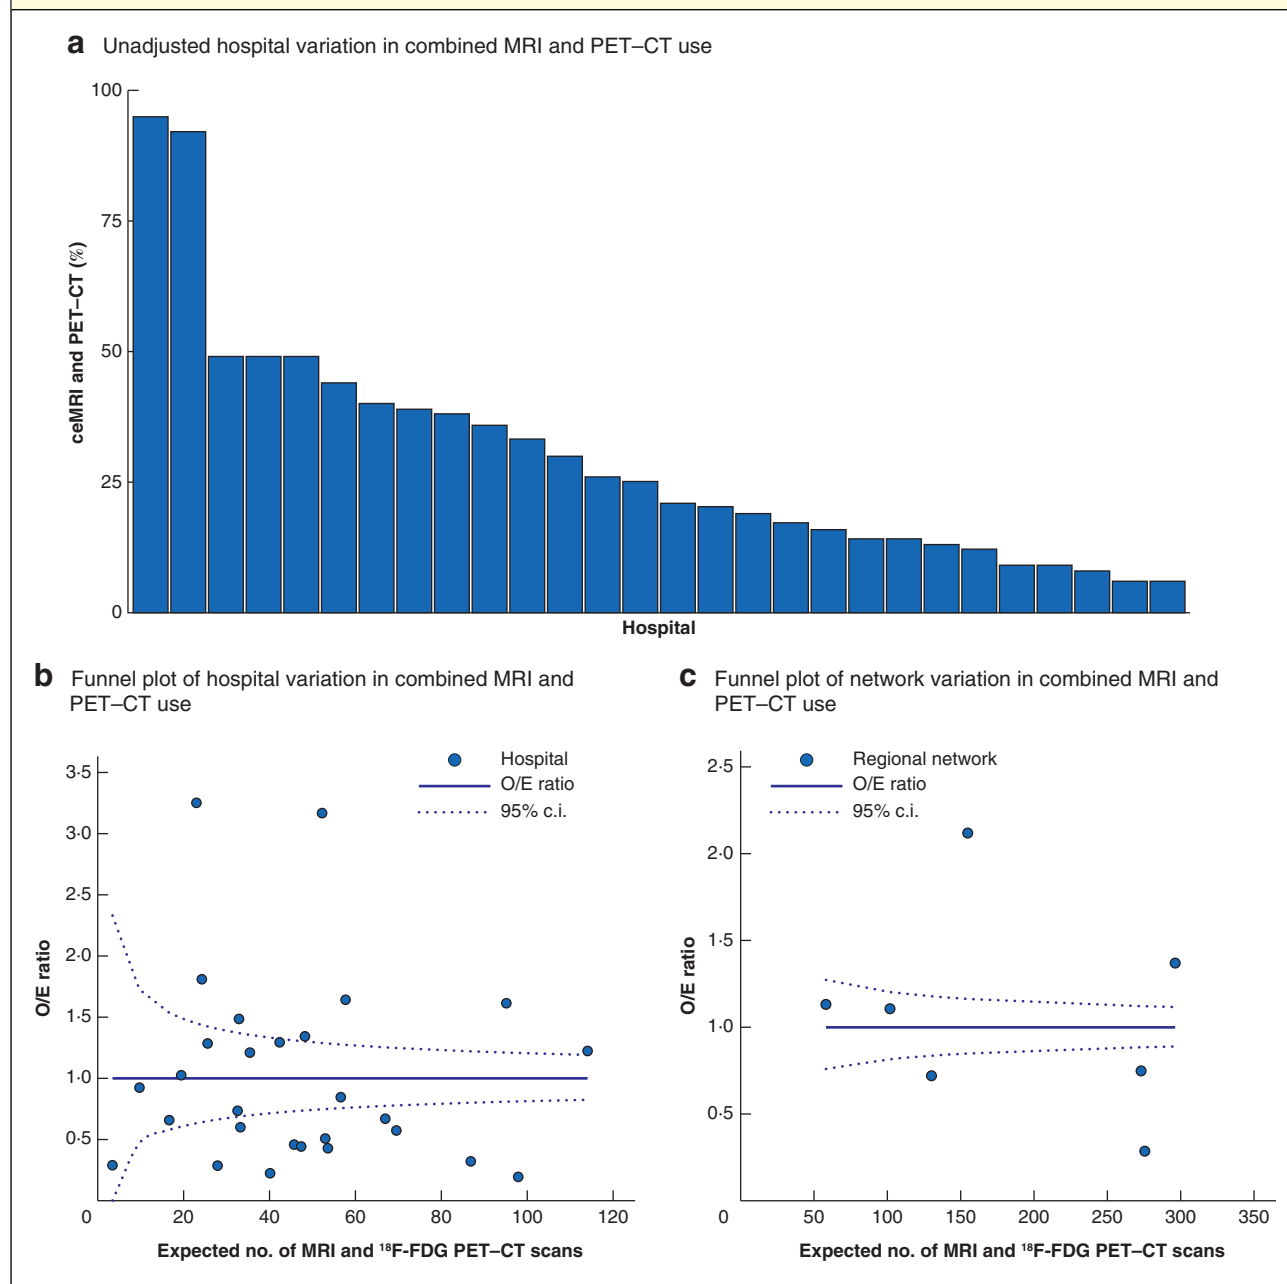 a Unadjusted hospital variation in combined MRI and PET–CT use
100
75
50
25
0
ceMRI and PET–CT (%)
Hospital
b Funnel plot of hospital variation in combined MRI and
PET–CT use
Hospital
O/E ratio
95% c.i.
3·5
3·0
2·5
2·0
1·5
1·0
0·5
O/E ratio
0 20 40 60 80 100 120
Expected no. of MRI and ¹⁸F-FDG PET–CT scans
c Funnel plot of network variation in combined MRI and
PET–CT use
Regional network
O/E ratio
95% c.i.
2·5
2·0
1·5
1·0
0·5
O/E ratio
0 50 100 150 200 250 300 350
Expected no. of MRI and ¹⁸F-FDG PET–CT scans